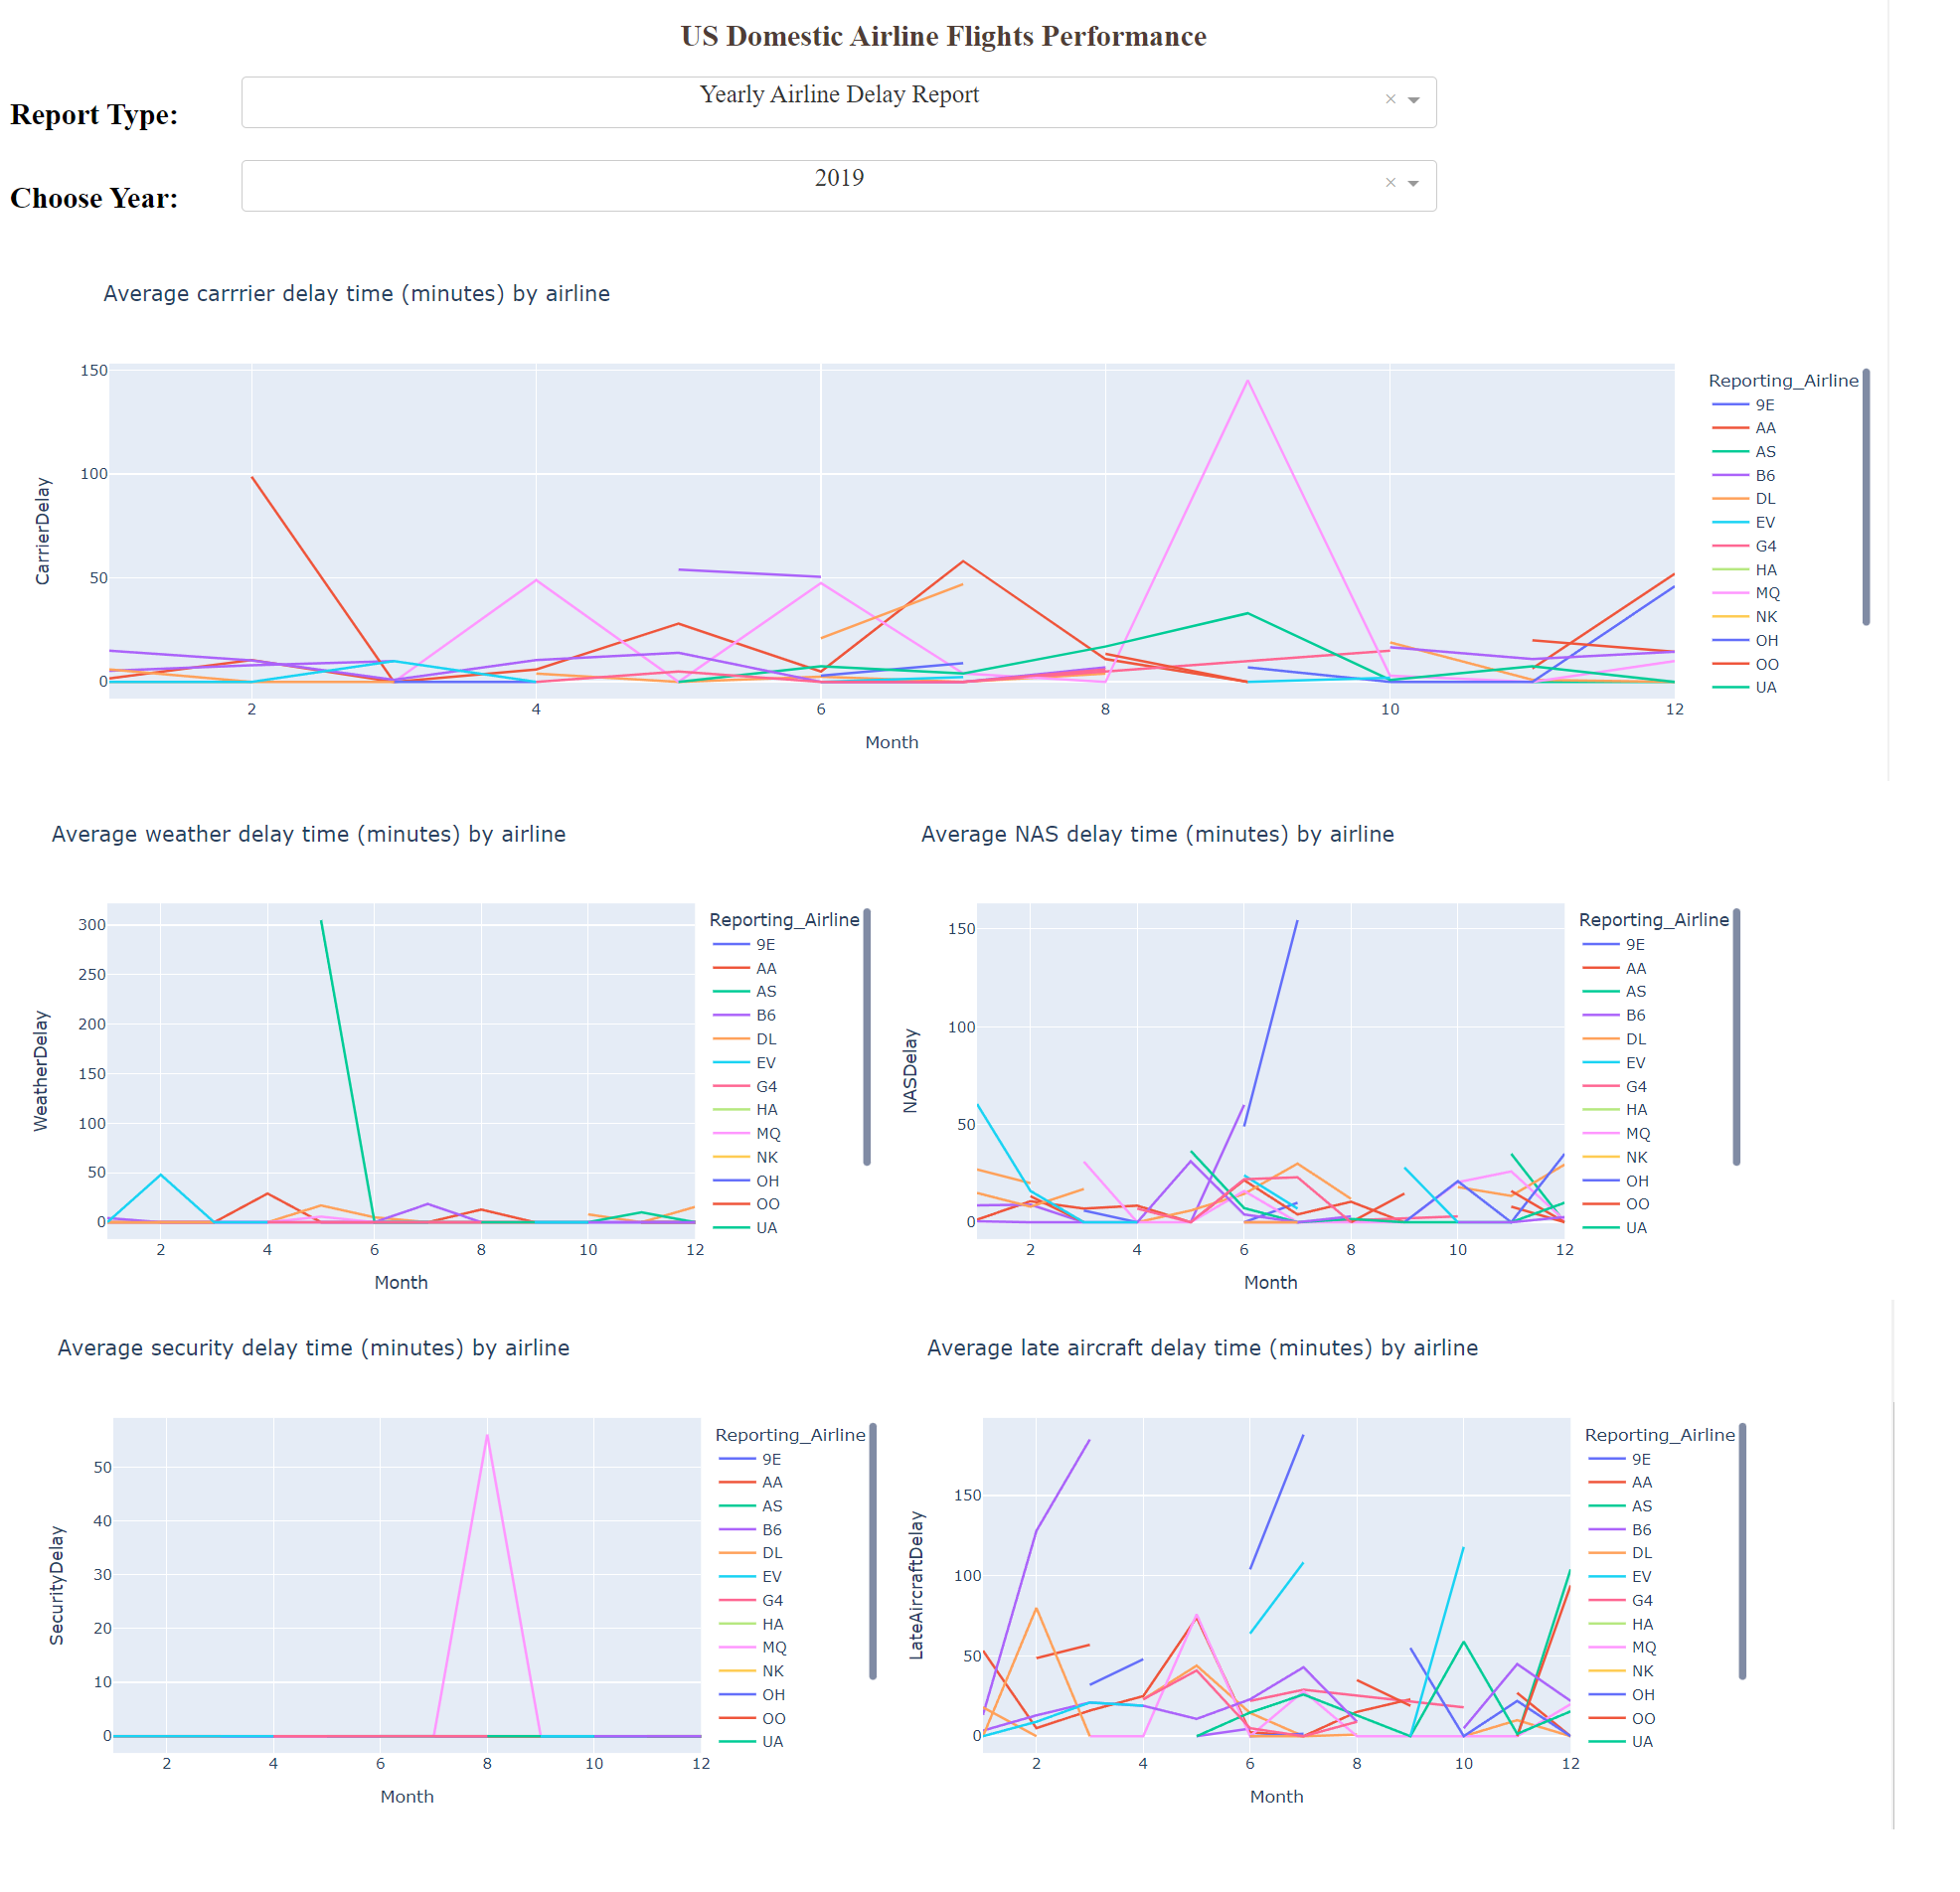 US Domestic Airline Flights Performance
Report Type:
Yearly Airline Delay Report
× 
Choose Year:
2019
×
Average carrrier delay time (minutes) by airline
CarrierDelay
150
100
50
0
2 4 6 8 10 12
Month
Reporting_Airline
9E
AA
AS
B6
DL
EV
G4
HA
MQ
NK
OH
OO
UA
Average weather delay time (minutes) by airline
WeatherDelay
300
250
200
150
100
50
0
2 4 6 8 10 12
Month
Reporting_Airline
9E
AA
AS
B6
DL
EV
G4
HA
MQ
NK
OH
OO
UA
Average NAS delay time (minutes) by airline
NASDelay
150
100
50
0
2 4 6 8 10 12
Month
Reporting_Airline
9E
AA
AS
B6
DL
EV
G4
HA
MQ
NK
OH
OO
UA
Average security delay time (minutes) by airline
SecurityDelay
50
40
30
20
10
0
2 4 6 8 10 12
Month
Reporting_Airline
9E
AA
AS
B6
DL
EV
G4
HA
MQ
NK
OH
OO
UA
Average late aircraft delay time (minutes) by airline
LateAircraftDelay
150
100
50
0
2 4 6 8 10 12
Month
Reporting_Airline
9E
AA
AS
B6
DL
EV
G4
HA
MQ
NK
OH
OO
UA